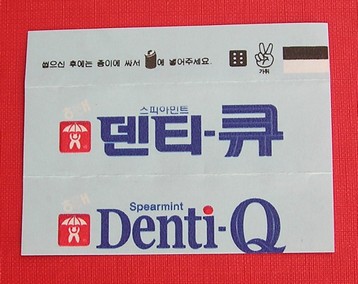 씹으신 후에는 종이에 싸서 에 넣어주세요.
가위
스피아민트
덴티-큐
Spearmint
Denti-Q